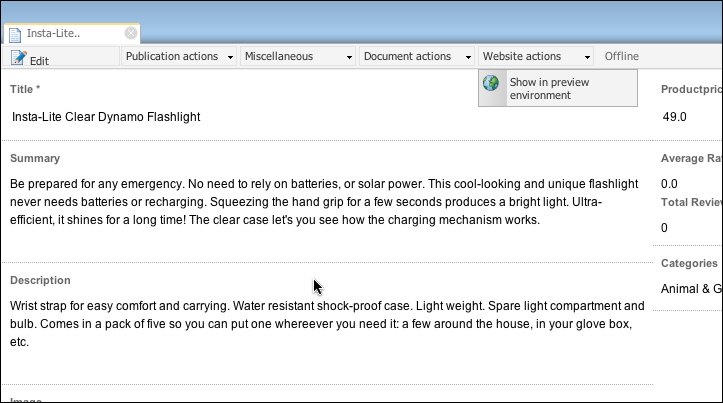 Insta-Lite..
Edit
Publication actions
Miscellaneous
Document actions
Website actions
Offline
Show in preview
environment
Title *
Insta-Lite Clear Dynamo Flashlight
Summary
Be prepared for any emergency. No need to rely on batteries, or solar power. This cool-looking and unique flashlight
never needs batteries or recharging. Squeezing the hand grip for a few seconds produces a bright light. Ultra-
efficient, it shines for a long time! The clear case let's you see how the charging mechanism works.
Description
Wrist strap for easy comfort and carrying. Water resistant shock-proof case. Light weight. Spare light compartment and
bulb. Comes in a pack of five so you can put one whereever you need it: a few around the house, in your glove box,
etc.
Image
Productpric
49.0
Average Ra
0.0
Total Review
0
Categories
Animal & G